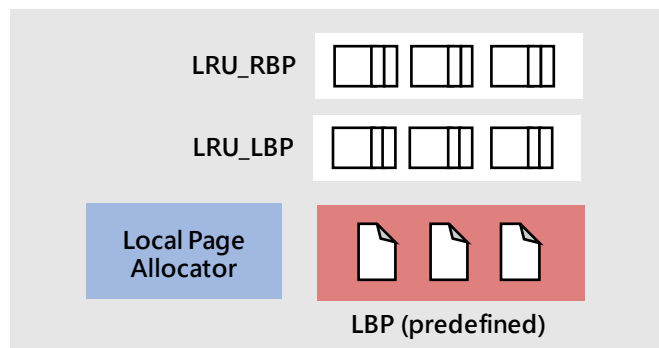 LRU_RBP
LRU_LBP
Local Page
Allocator
LBP (predefined)